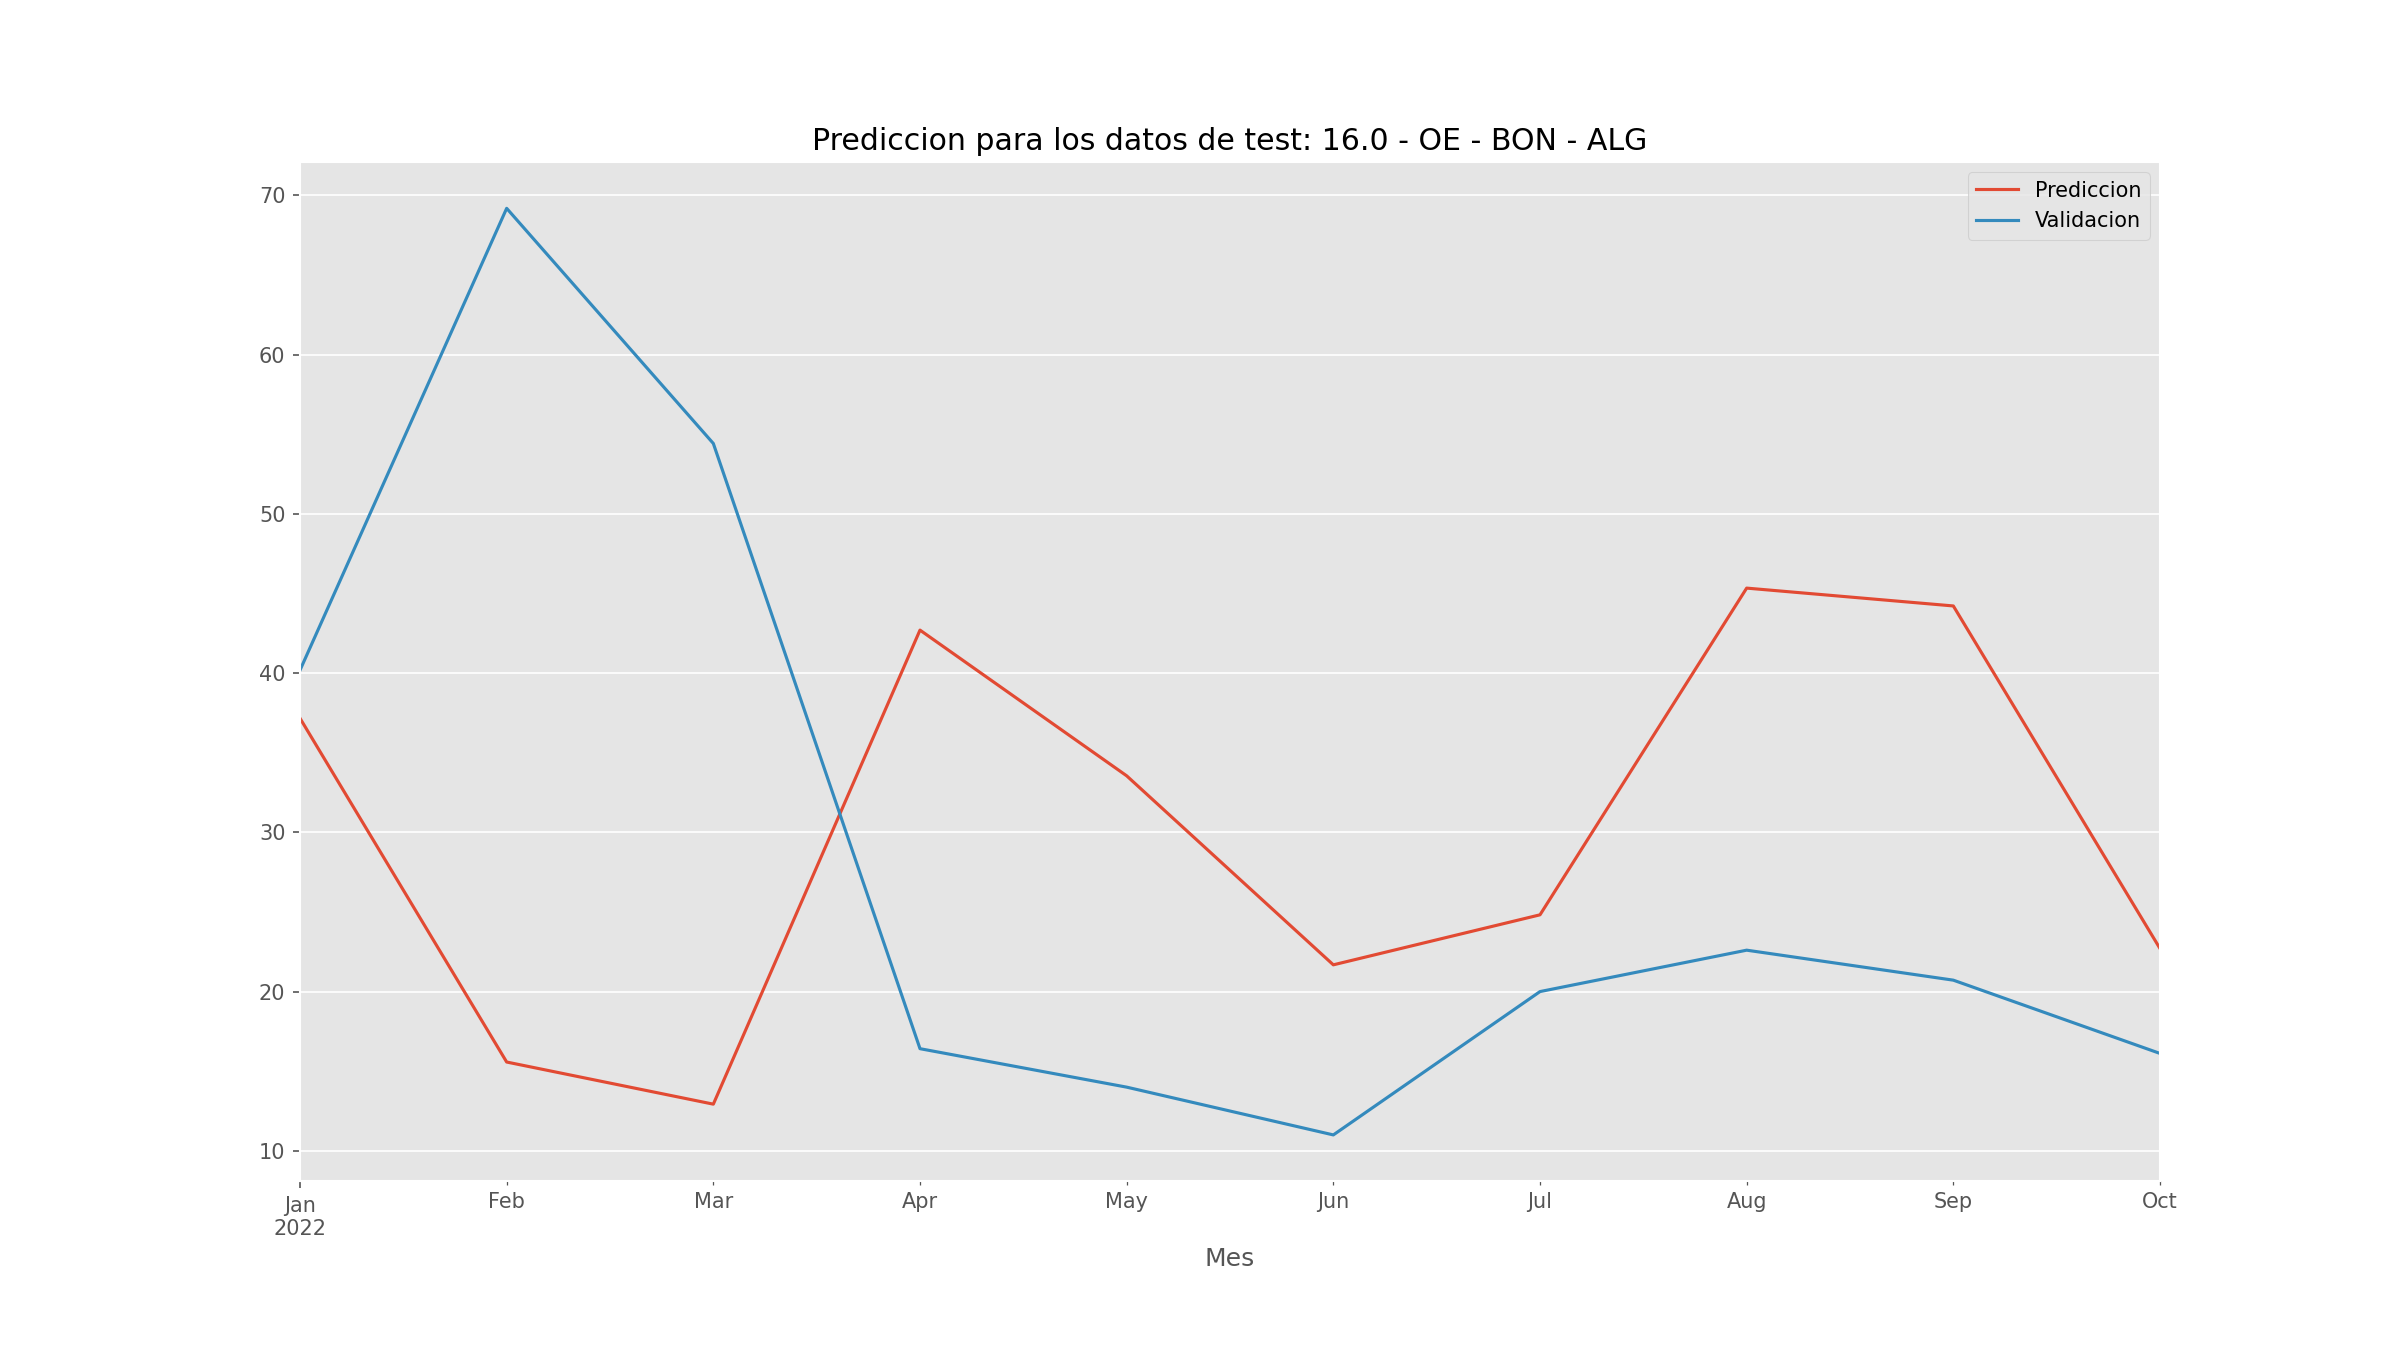 Prediccion para los datos de test: 16.0 - OE - BON - ALG
Prediccion
Validacion
70
60
50
40
30
20
10
Jan Feb Mar Apr May Jun Jul Aug Sep Oct
2022
Mes